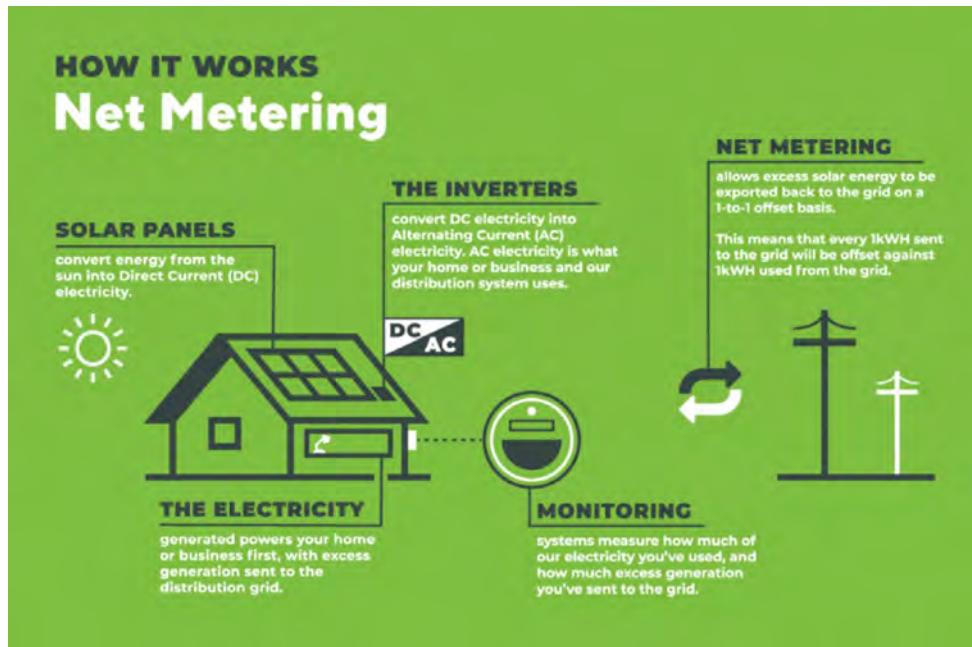 HOW IT WORKS
Net Metering
SOLAR PANELS
convert energy from the
sun into Direct Current (DC)
electricity.
THE INVERTERS
convert DC electricity into
Alternating Current (AC)
electricity. AC electricity is what
your home or business and our
distribution system uses.
DC
AC
NET METERING
allows excess solar energy to be
exported back to the grid on a
1-to-1 offset basis.
This means that every 1kWH sent
to the grid will be offset against
1kWH used from the grid.
THE ELECTRICITY
generated powers your home
or business first, with excess
generation sent to the
distribution grid.
MONITORING
systems measure how much of
our electricity you've used, and
how much excess generation
you've sent to the grid.